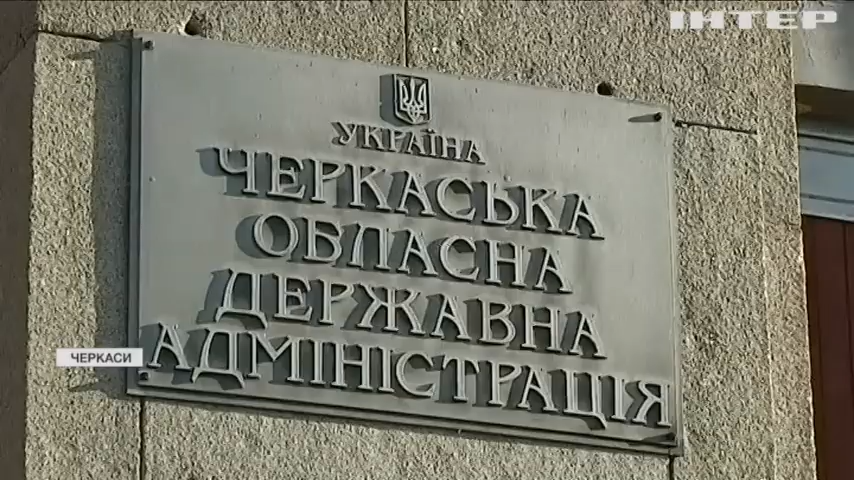 ІНТЕР
УКРАЇНА
ЧЕРКАСЬКА
ОБЛАСНА
ДЕРЖАВНА
АДМІНІСТРАЦІЯ
ЧЕРКАСИ